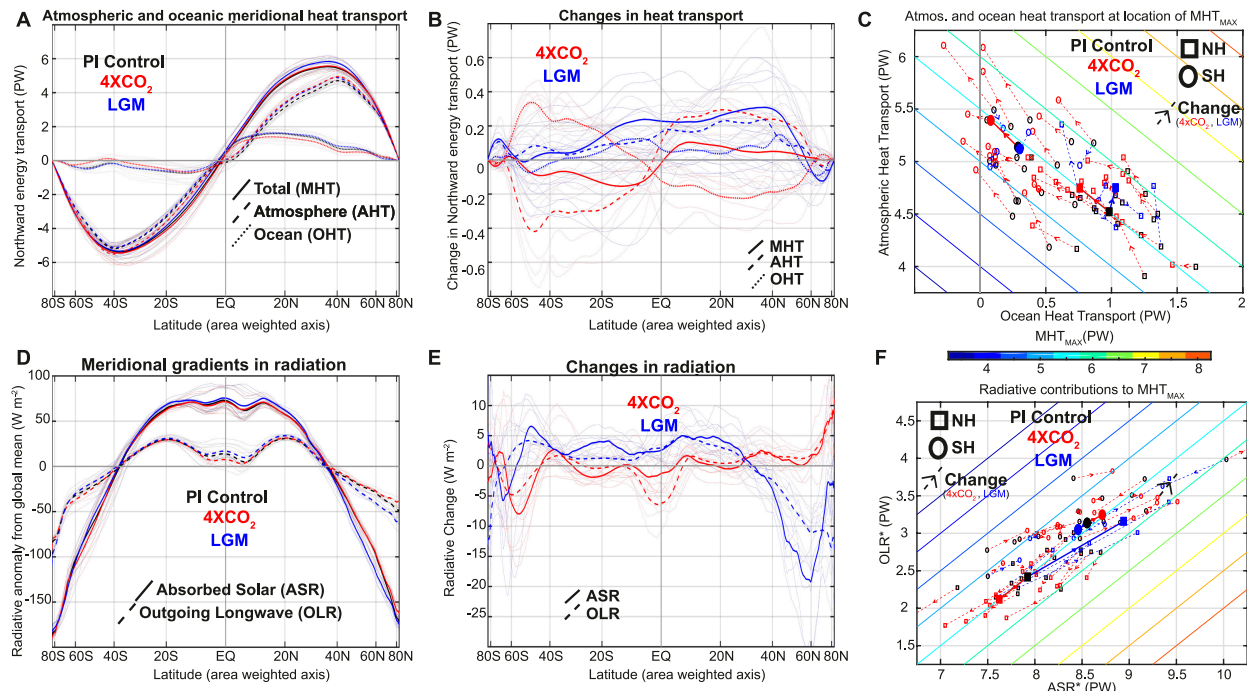 A
Atmospheric and oceanic meridional heat transport
Northward energy transport (PW)
6
4
2
0
-2
-4
-6
PI Control
4XCO₂
LGM
Total (MHT)
Atmosphere (AHT)
Ocean (OHT)
80S 60S 40S EQ 20N 40N 60N 80N
Latitude (area weighted axis)
B
Changes in heat transport
Change in Northward energy transport (PW)
0.6
0.4
0.2
0
-0.2
-0.4
-0.6
4XCO₂
LGM
MHT
AHT
OHT
80S 60S 40S 20S EQ 20N 40N 60N 80N
Latitude (area weighted axis)
C
Atmos. and ocean heat transport at location of MHT_MAX
Atmospheric Heat Transport (PW)
6
5.5
5
4.5
4
PI Control
4XCO₂
LGM
NH
SH
Change
(4xCO₂, LGM)
0 0.5 1 1.5 2
Ocean Heat Transport (PW)
MHT_MAX(PW)
4 5 6 7 8
D
Meridional gradients in radiation
Radiative anomaly from global mean (W m⁻²)
100
50
0
-50
-100
-150
PI Control
4XCO₂
LGM
Absorbed Solar (ASR)
Outgoing Longwave (OLR)
80S 60S 40S 20S EQ 20N 40N 80N
Latitude (area weighted axis)
E
Changes in radiation
Radiative Change (W m⁻²)
15
10
5
0
-5
-10
-15
-20
-25
4XCO₂
LGM
ASR
OLR
80S 60S 40S 20S EQ 20N 40N 60N 80N
Latitude (area weighted axis)
F
Radiative contributions to MHT_MAX
OLR* (PW)
4.5
4
3.5
3
2.5
2
1.5
NH
SH
Change
(4xCO₂, LGM)
PI Control
4XCO₂
LGM
7 7.5 8 8.5 9 9.5 10
ASR* (PW)